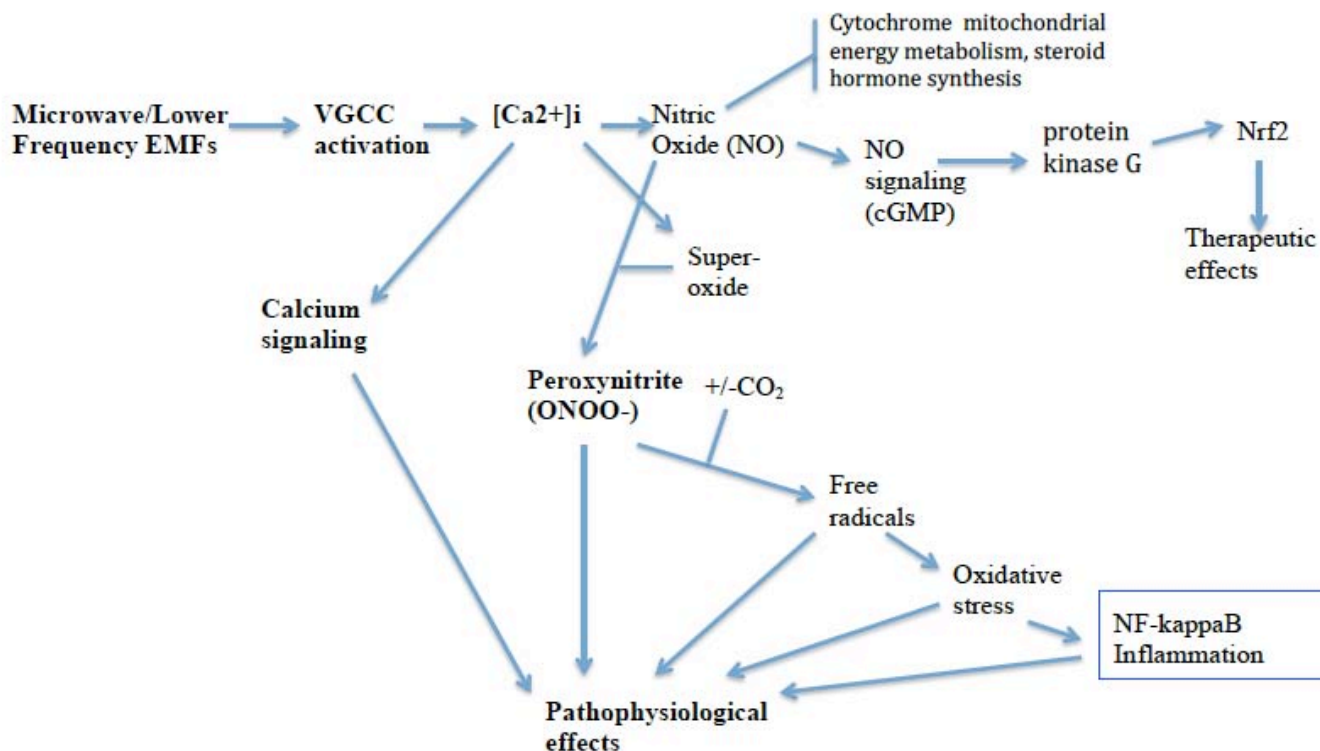 Cytochrome mitochondrial
energy metabolism, steroid
hormone synthesis
Microwave/Lower
Frequency EMFs
VGCC
activation
[Ca2+]i
Nitric
Oxide (NO)
NO
signaling
(cGMP)
protein
kinase G
Nrf2
Therapeutic
effects
Super-
oxide
Calcium
signaling
Peroxynitrite
(ONOO-)
+/-CO₂
Free
radicals
Oxidative
stress
NF-kappaB
Inflammation
Pathophysiological
effects